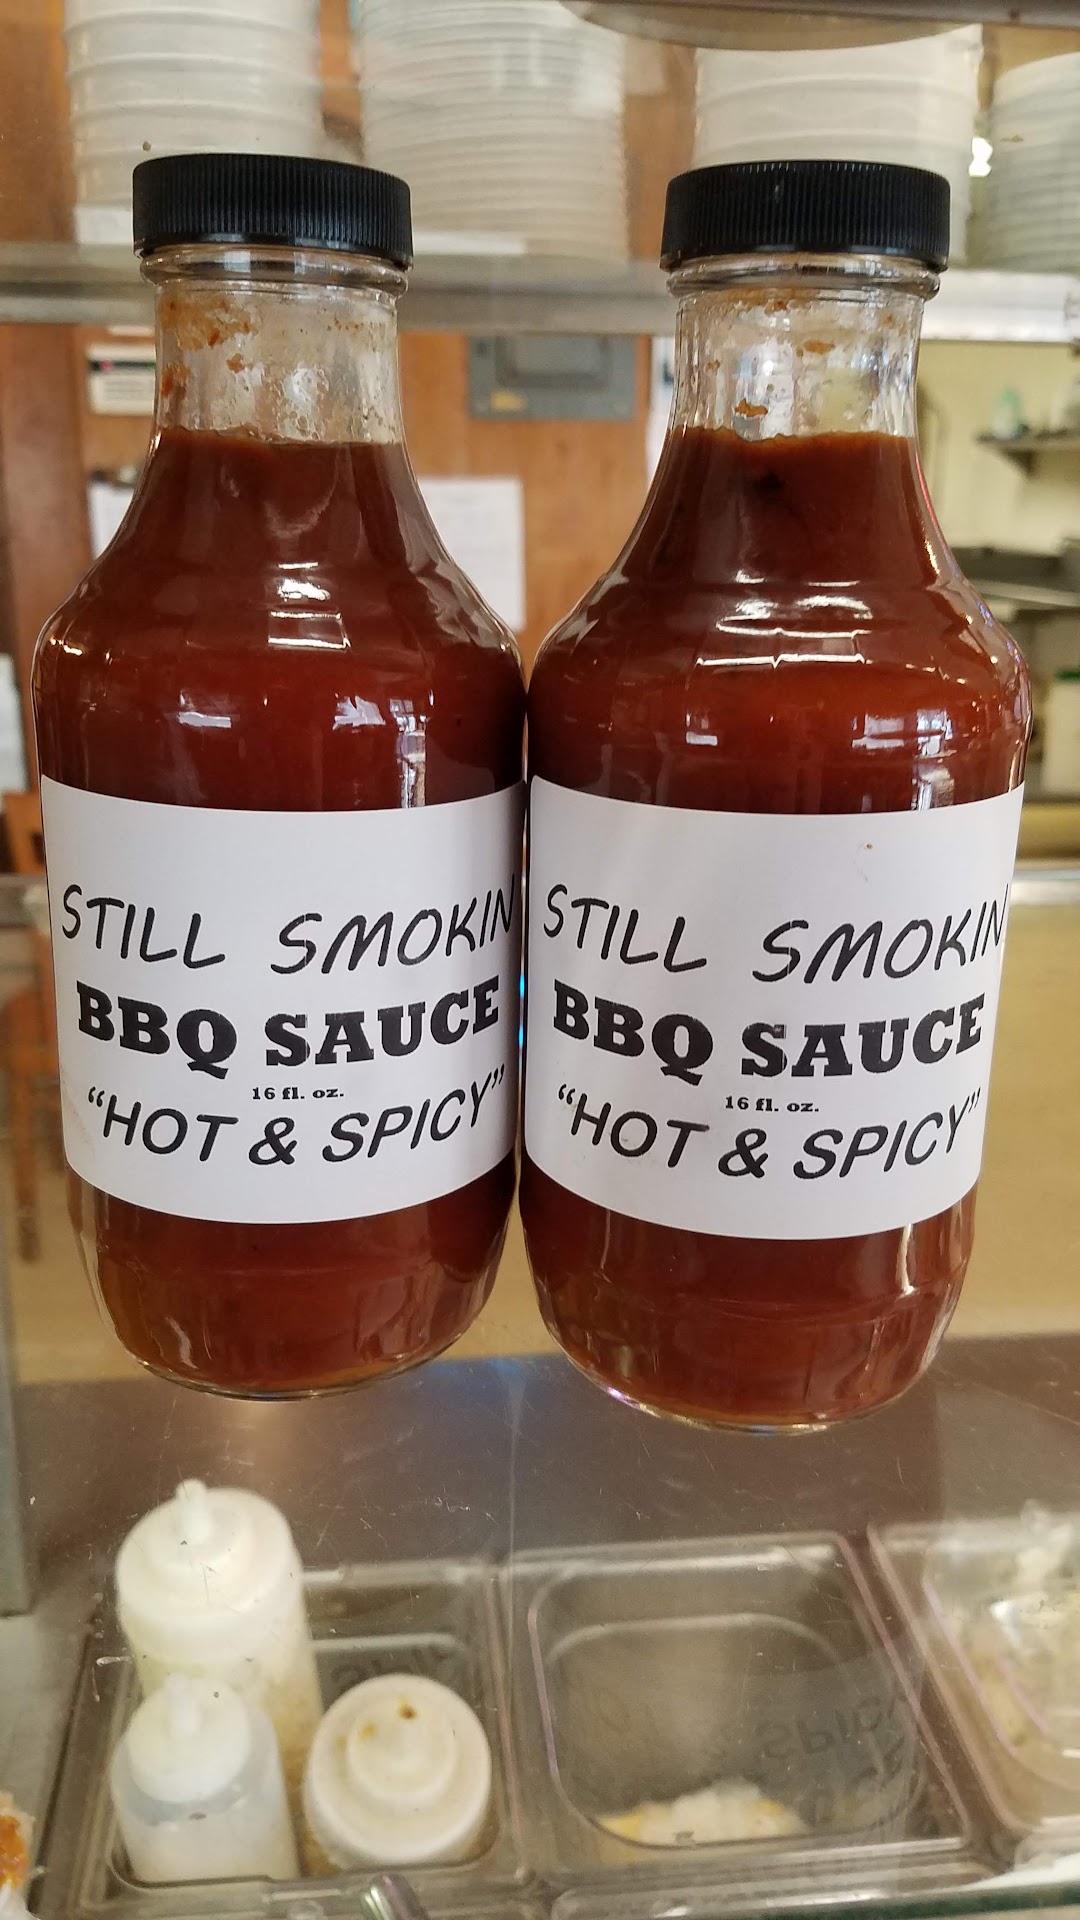 STILL SMOKIN
BBQ SAUCE
16 fl. oz.
"HOT & SPICY"
STILL SMOKIN
BBQ SAUCE
16 fl. oz.
"HOT & SPICY"